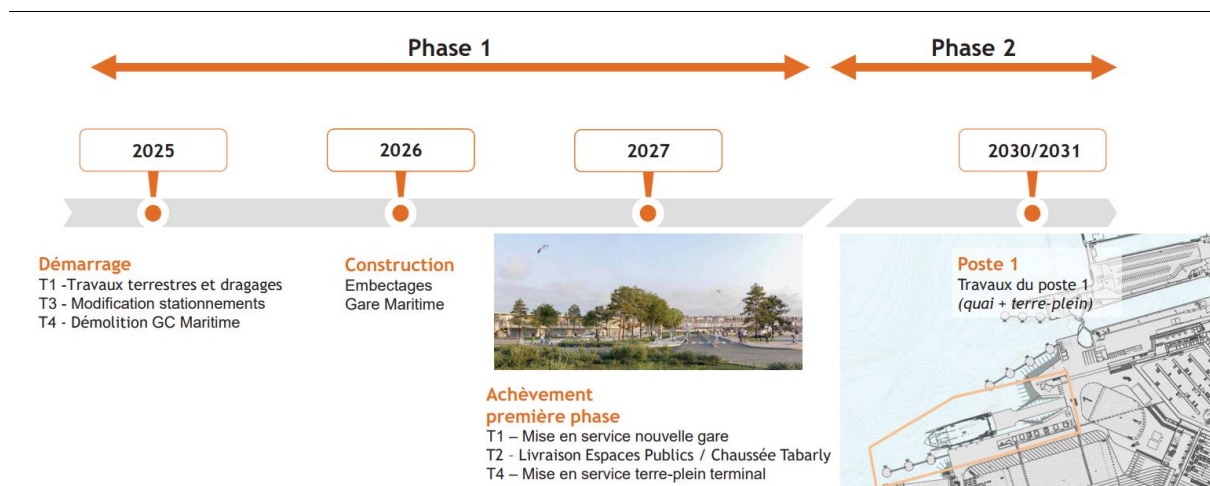 Phase 1
Phase 2
2025
2026
2027
2030/2031
Démarrage
T1 -Travaux terrestres et dragages
T3 - Modification stationnements
T4 - Démolition GC Maritime
Construction
Embectages
Gare Maritime
Achèvement
première phase
T1 – Mise en service nouvelle gare
T2 - Livraison Espaces Publics / Chaussée Tabarly
T4 – Mise en service terre-plein terminal
Poste 1
Travaux du poste 1
(quai + terre-plein)
1